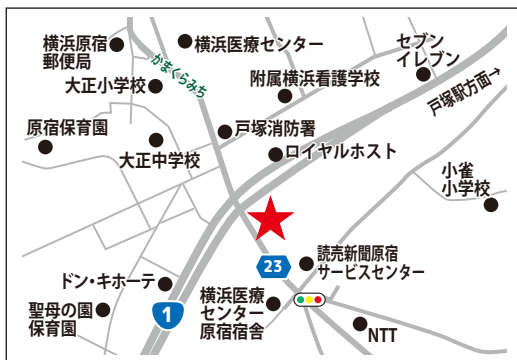 横浜原宿
郵便局
横浜医療センター
セブン
イレブン
かまくらみち
大正小学校
附属横浜看護学校
戸塚駅方面→
原宿保育園
戸塚消防署
大正中学校
ロイヤルホスト
小雀
小学校
23
読売新聞原宿
サービスセンター
ドン・キホーテ
1
横浜医療
センター
原宿宿舎
聖母の園
保育園
NTT